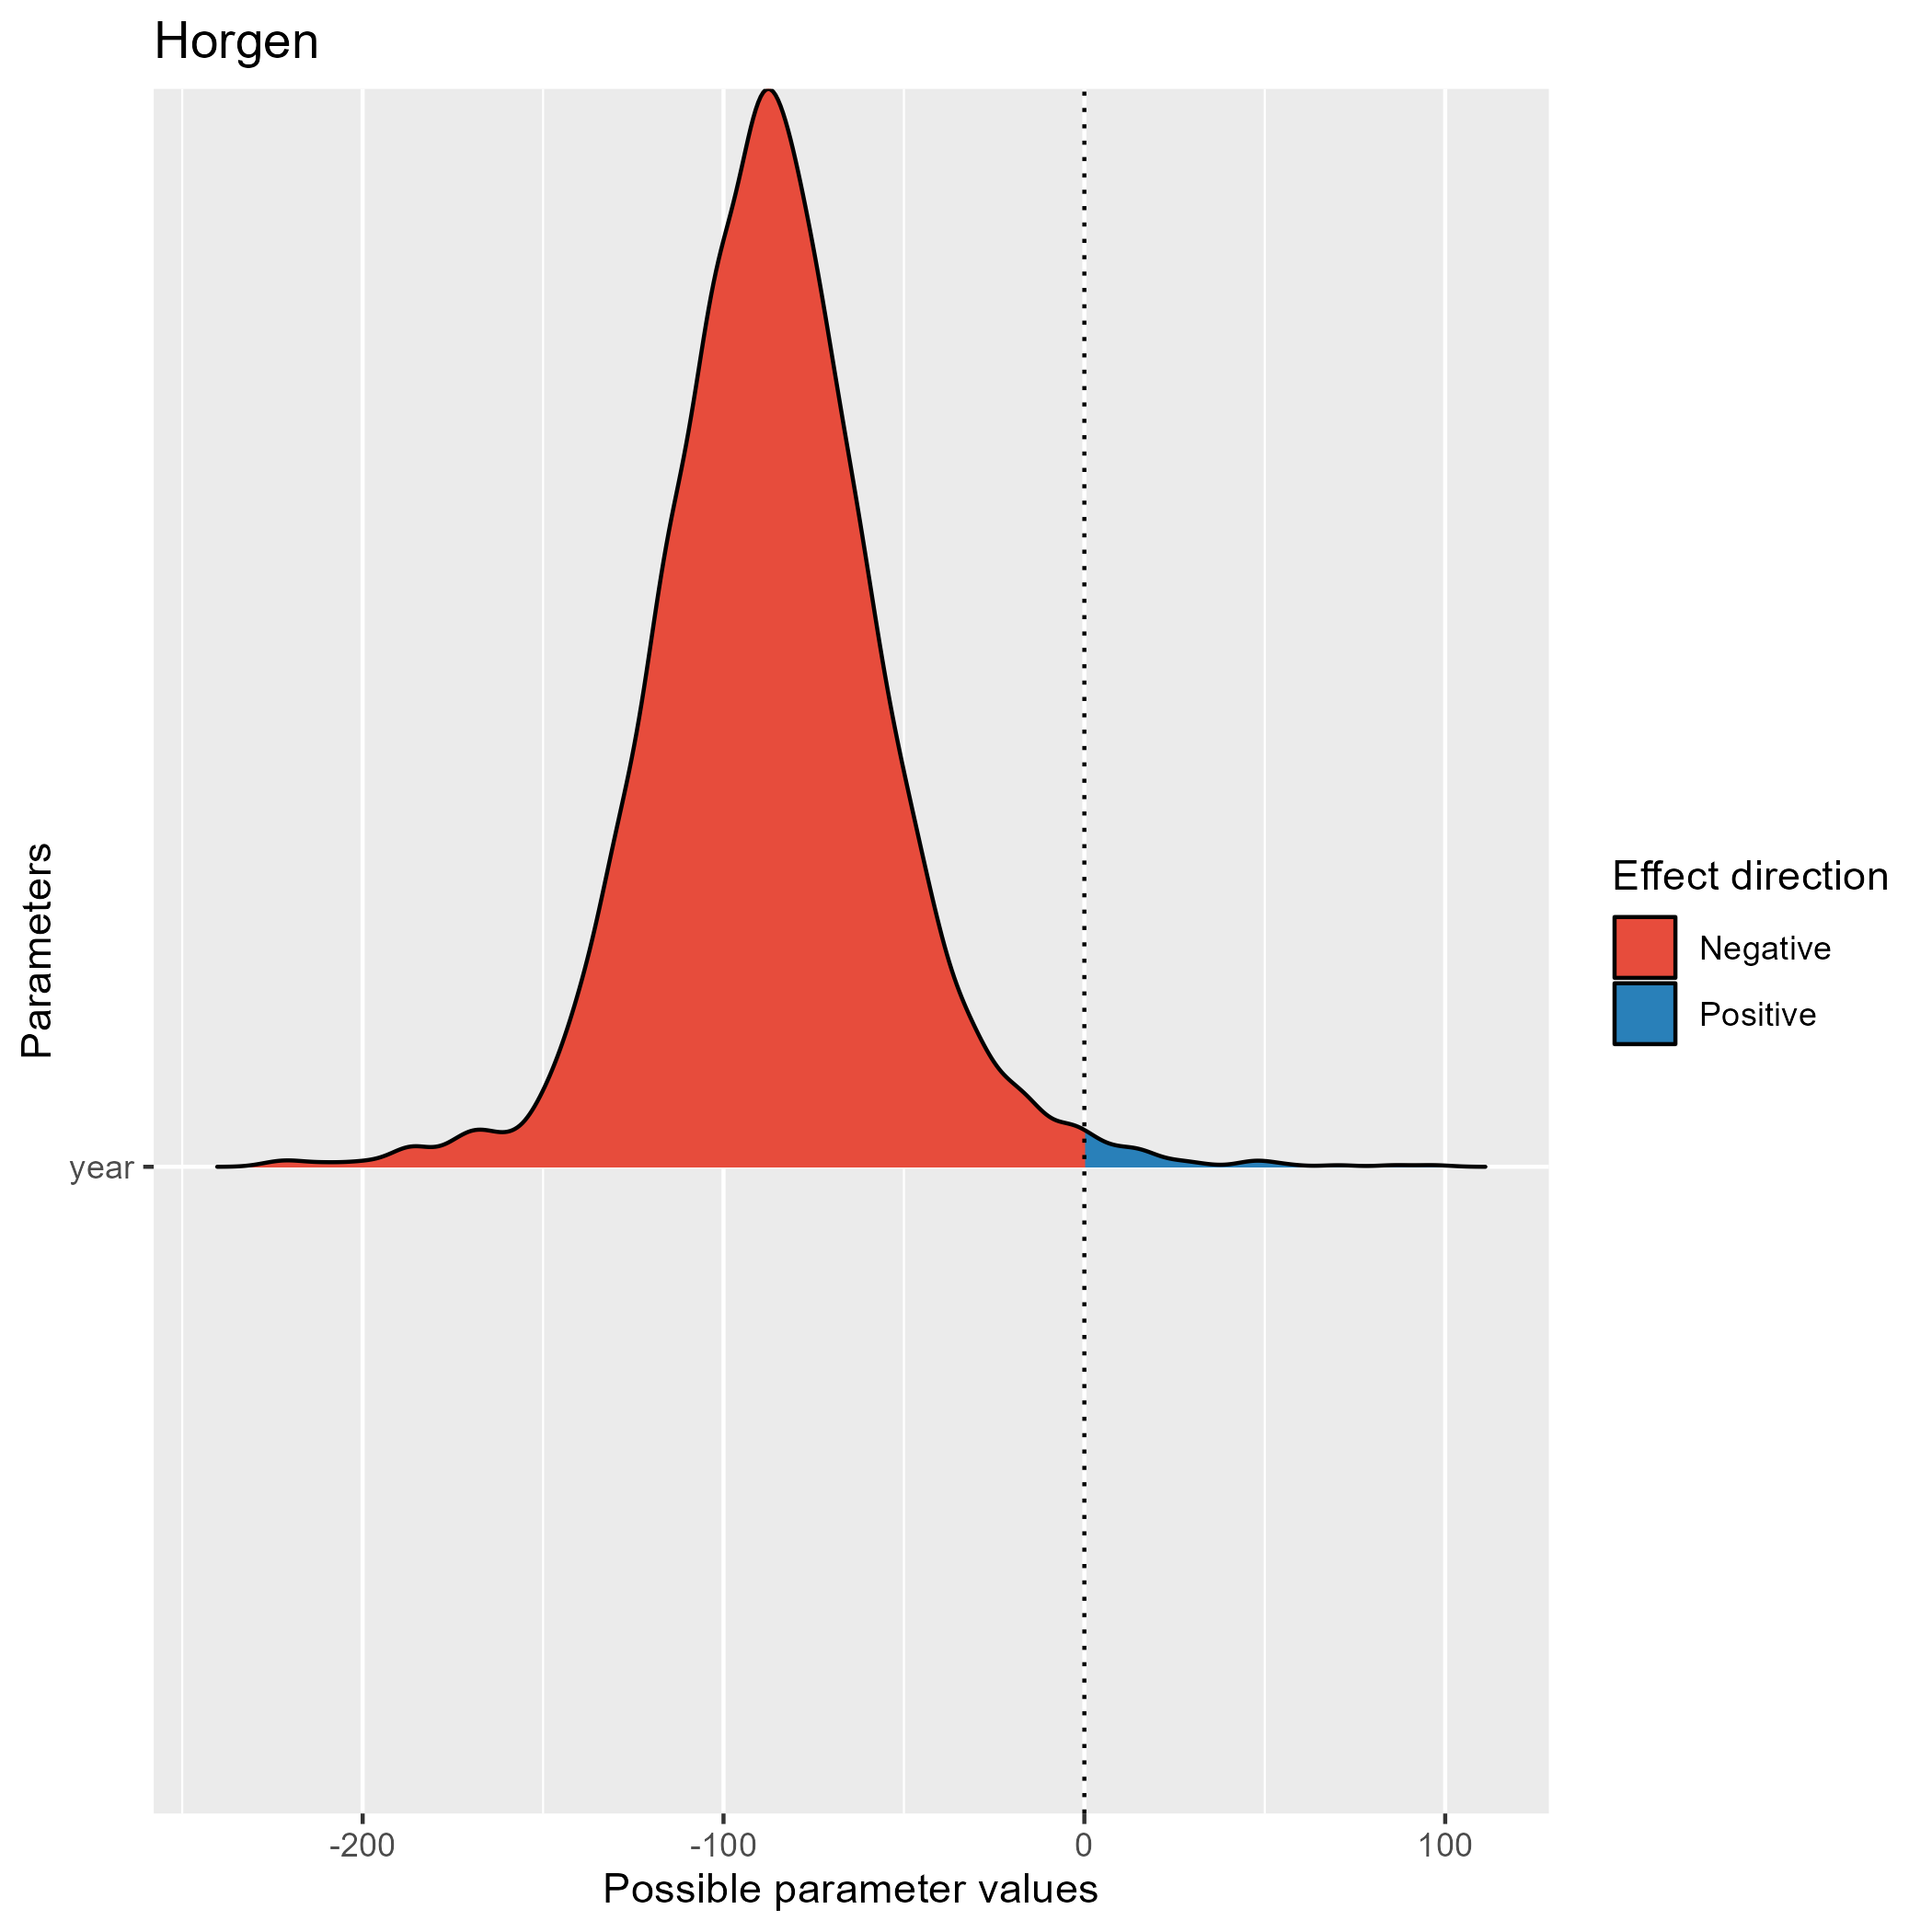 Horgen
Parameters
year
-200
-100
0
100
Possible parameter values
Effect direction
Negative
Positive